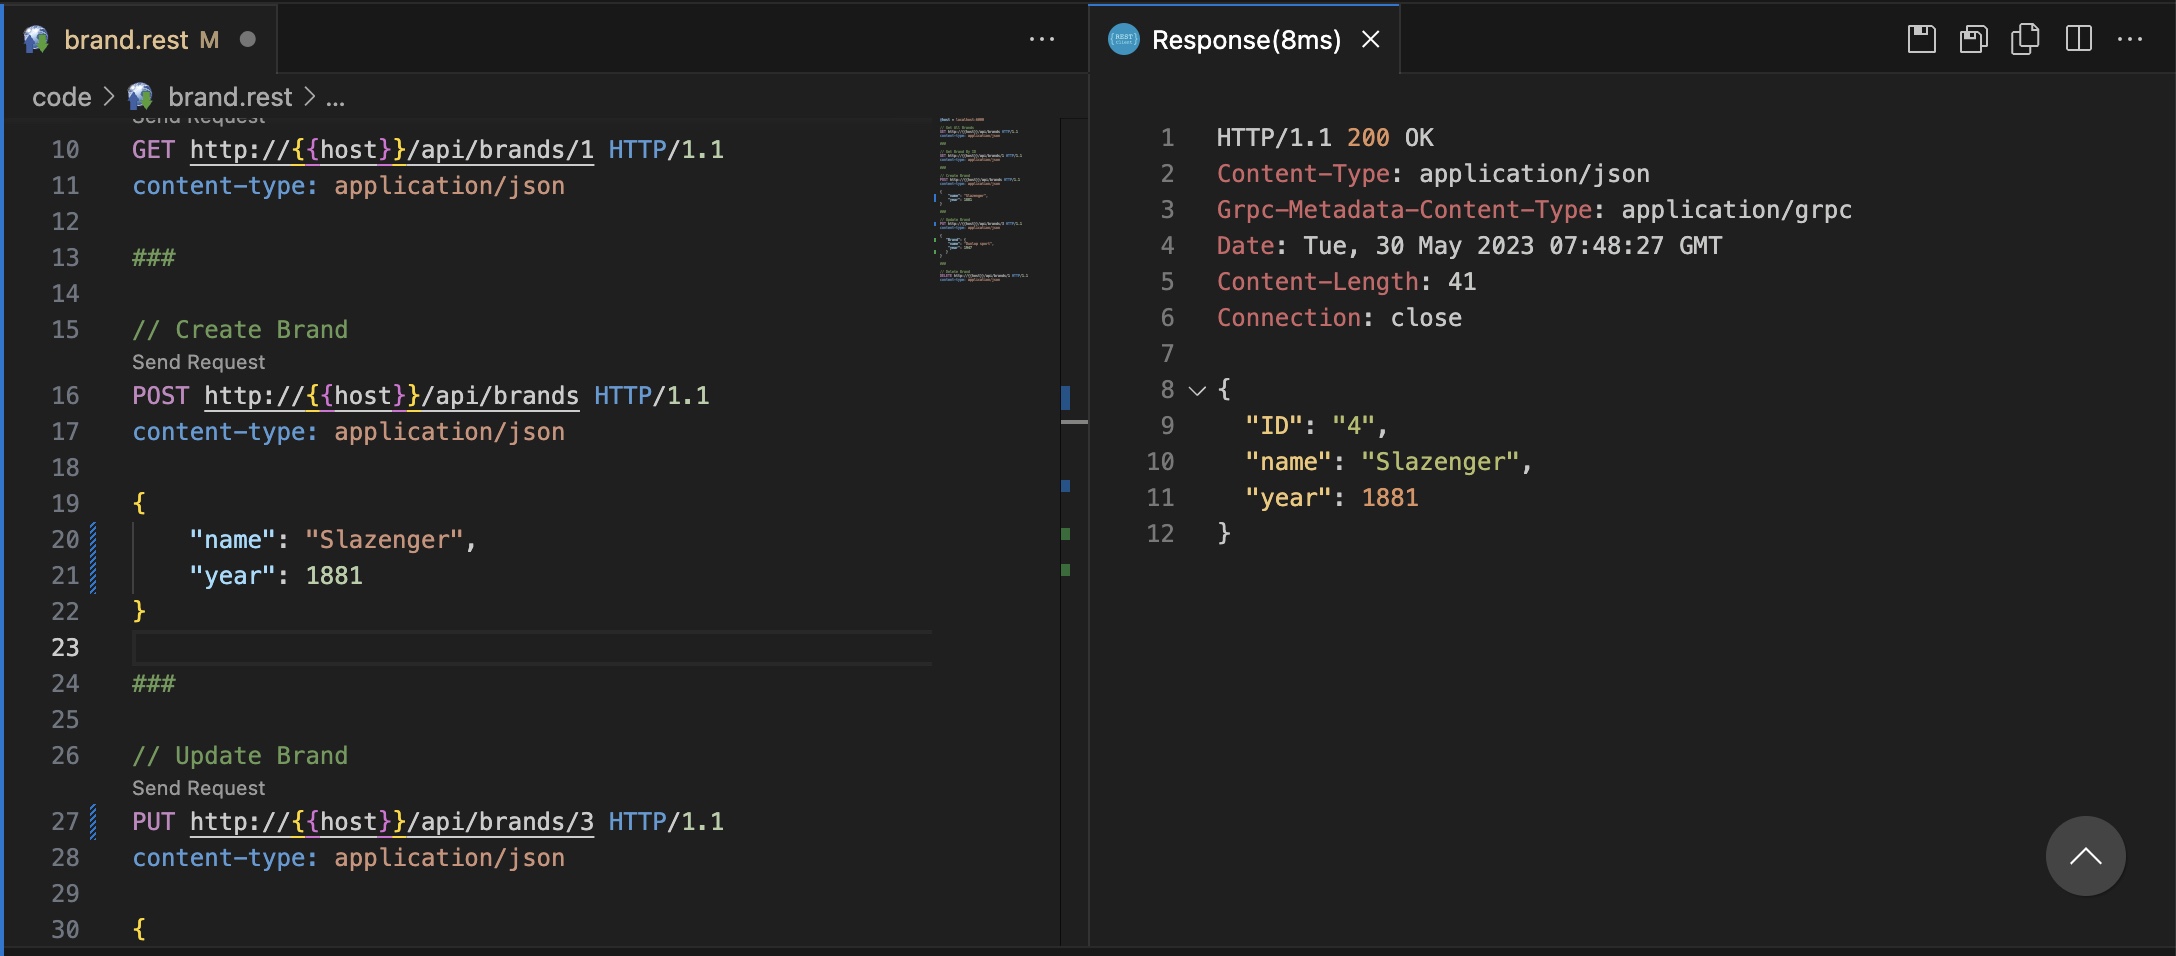 brand.rest M
Response(8ms)
code > brand.rest > ...
Send Request
10 GET http://{{host}}/api/brands/1 HTTP/1.1
11 content-type: application/json
12
13 ###
14
15 // Create Brand
Send Request
16 POST http://{{host}}/api/brands HTTP/1.1
17 content-type: application/json
18
19 {
20 "name": "Slazenger",
21 "year": 1881
22 }
23
24 ###
25
26 // Update Brand
Send Request
27 PUT http://{{host}}/api/brands/3 HTTP/1.1
28 content-type: application/json
29
30 {
1 HTTP/1.1 200 OK
2 Content-Type: application/json
3 Grpc-Metadata-Content-Type: application/grpc
4 Date: Tue, 30 May 2023 07:48:27 GMT
5 Content-Length: 41
6 Connection: close
7
8 {
9 "ID": "4",
10 "name": "Slazenger",
11 "year": 1881
12 }